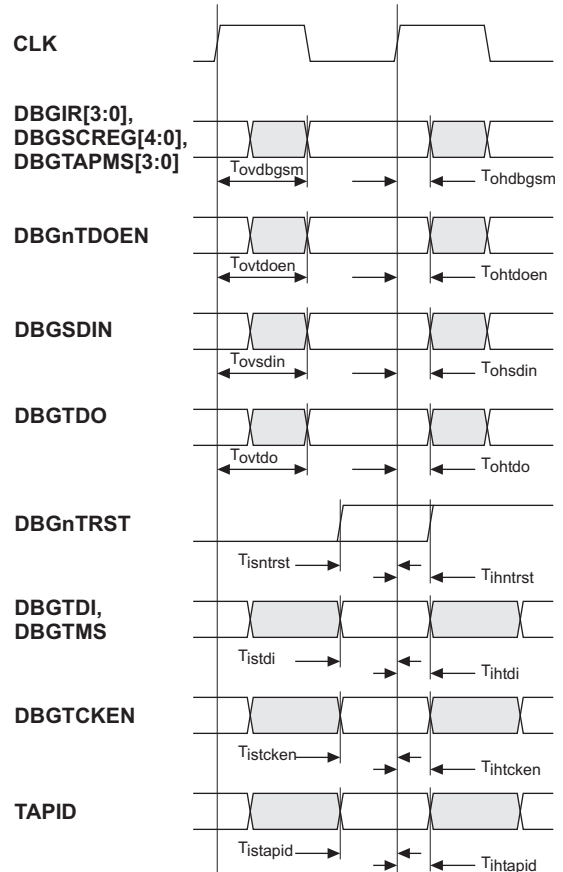 CLK
DBGIR[3:0],
DBGSCREG[4:0],
DBGTAPMS[3:0]
Tovdbgsm
Tohdbgsm
DBGnTDOEN
Tovtdoen
Tohtdoen
DBGSDIN
Tovsdin
Tohsdin
DBGTDO
Tovtdo
Tohtdo
DBGnTRST
Tisntrst
Tihntrst
DBGTDI,
DBGTMS
Tistdi
Tihtdi
DBGTCKEN
Tistcken
Tihtcken
TAPID
Tistapid
Tihtapid